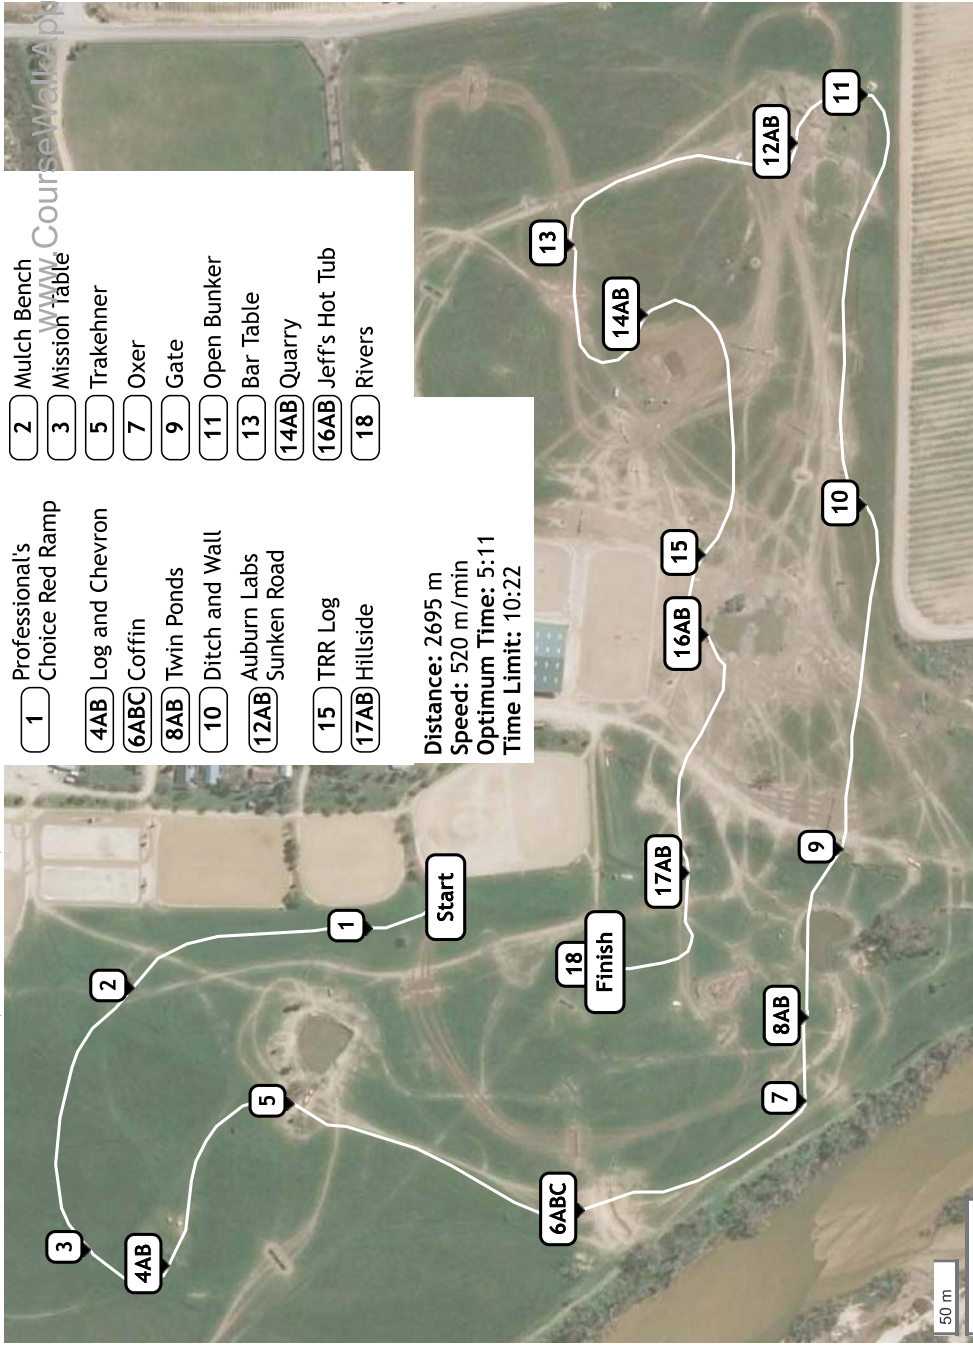 www.CourseWalkApp
1 Professional's
Choice Red Ramp
2 Mulch Bench
3 Mission Table
4AB Log and Chevron
5 Trakehner
6ABC Coffin
7 Oxer
8AB Twin Ponds
9 Gate
10 Ditch and Wall
11 Open Bunker
12AB Auburn Labs
Sunken Road
13 Bar Table
14AB Quarry
15 TRR Log
16AB Jeff's Hot Tub
17AB Hillside
18 Rivers
Distance: 2695 m
Speed: 520 m/min
Optimum Time: 5:11
Time Limit: 10:22
Start
1
2
3
4AB
5
6ABC
7
8AB
9
10
11
12AB
13
14AB
15
16AB
17AB
18
Finish
50 m